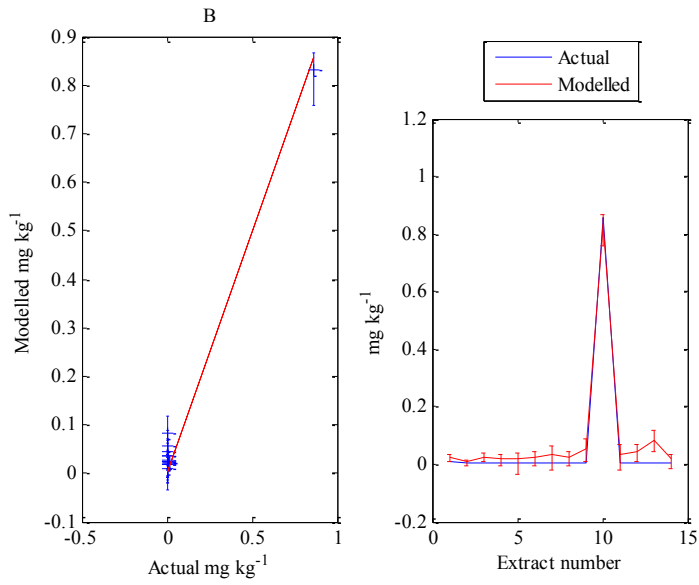 B
0.9
0.8
0.7
0.6
0.5
0.4
0.3
0.2
0.1
0
-0.1
-0.5 0 0.5 1
Modelled mg kg-1
Actual mg kg-1
Actual
Modelled
1.2
1
0.8
0.6
0.4
0.2
0
-0.2
0 5 10 15
mg kg-1
Extract number